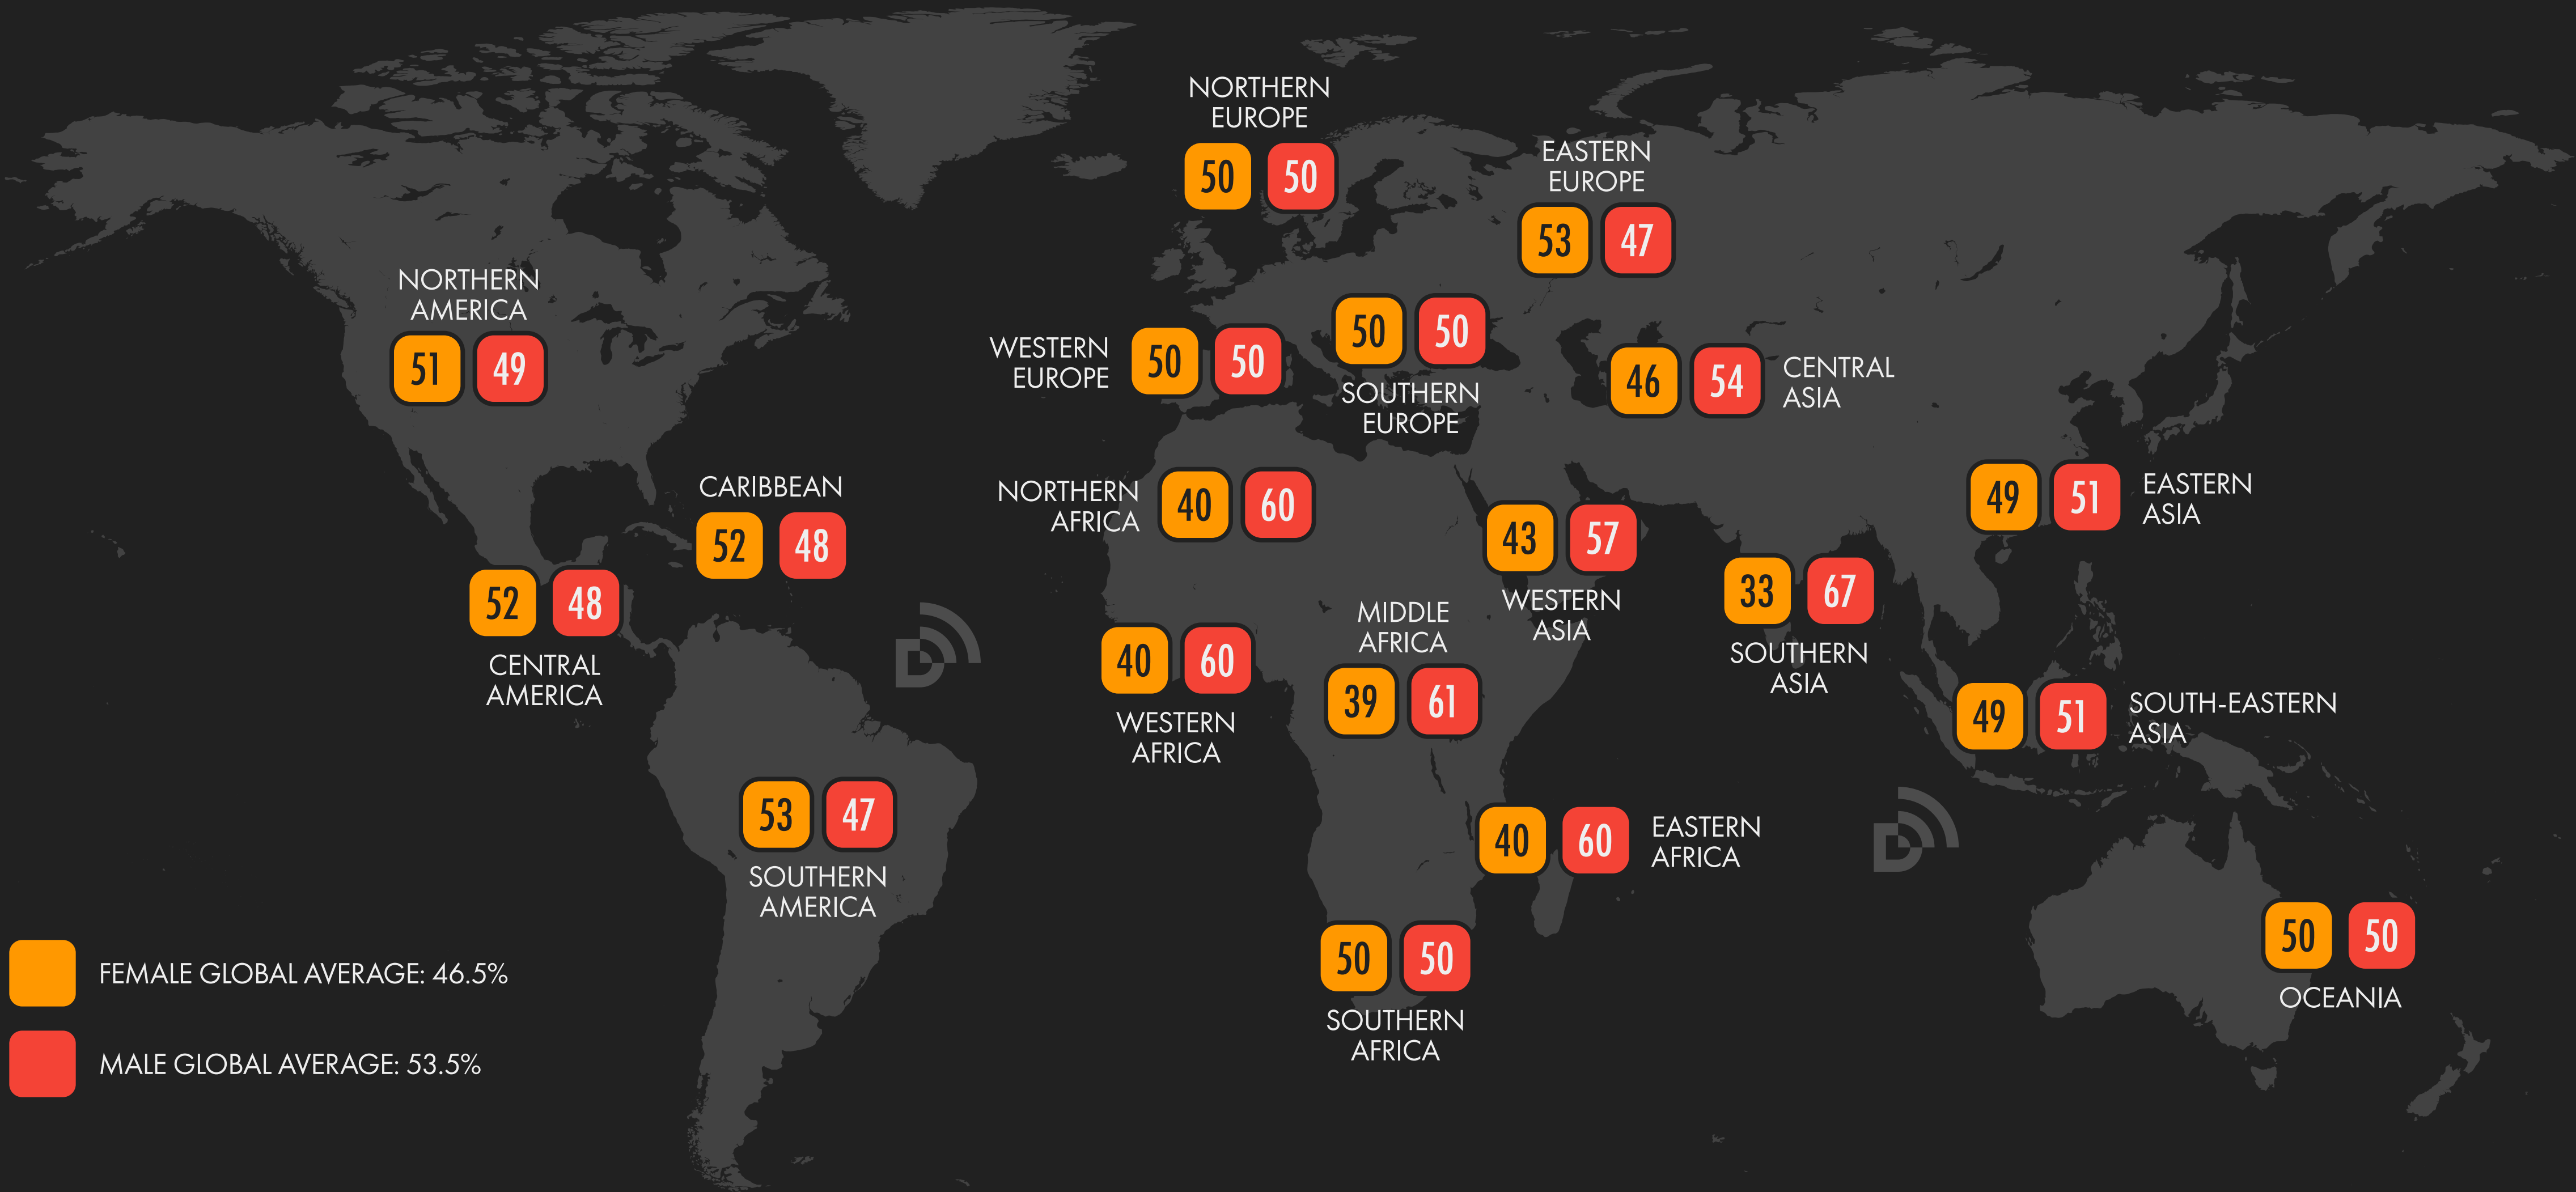 NORTHERN
EUROPE
50 50
EASTERN
EUROPE
53 47
NORTHERN
AMERICA
51 49
WESTERN
EUROPE
50 50
50 50
SOUTHERN
EUROPE
46 54
CENTRAL
ASIA
CARIBBEAN
52 48
NORTHERN
AFRICA
40 60
43 57
WESTERN
ASIA
49 51
EASTERN
ASIA
52 48
CENTRAL
AMERICA
33 67
SOUTHERN
ASIA
40 60
WESTERN
AFRICA
MIDDLE
AFRICA
39 61
49 51
SOUTH-EASTERN
ASIA
53 47
SOUTHERN
AMERICA
40 60
EASTERN
AFRICA
50 50
SOUTHERN
AFRICA
50 50
OCEANIA
FEMALE GLOBAL AVERAGE: 46.5%
MALE GLOBAL AVERAGE: 53.5%